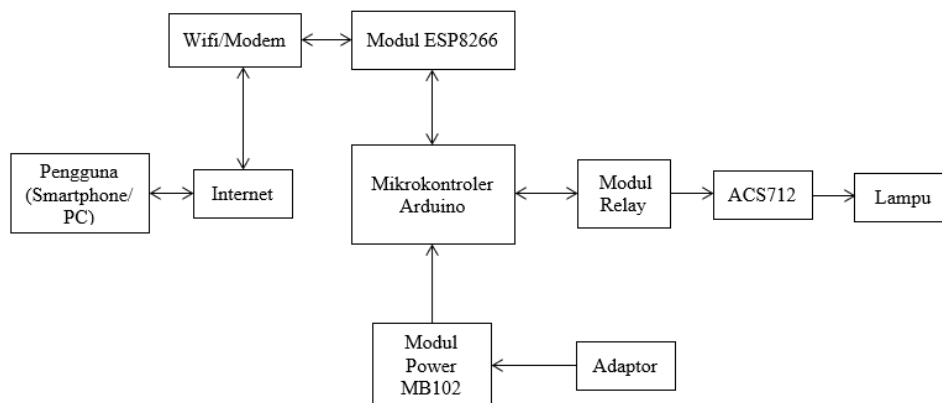 Wifi/Modem
Modul ESP8266
Pengguna
(Smartphone/
PC)
Internet
Mikrokontroler
Arduino
Modul
Relay
ACS712
Lampu
Modul
Power
MB102
Adaptor